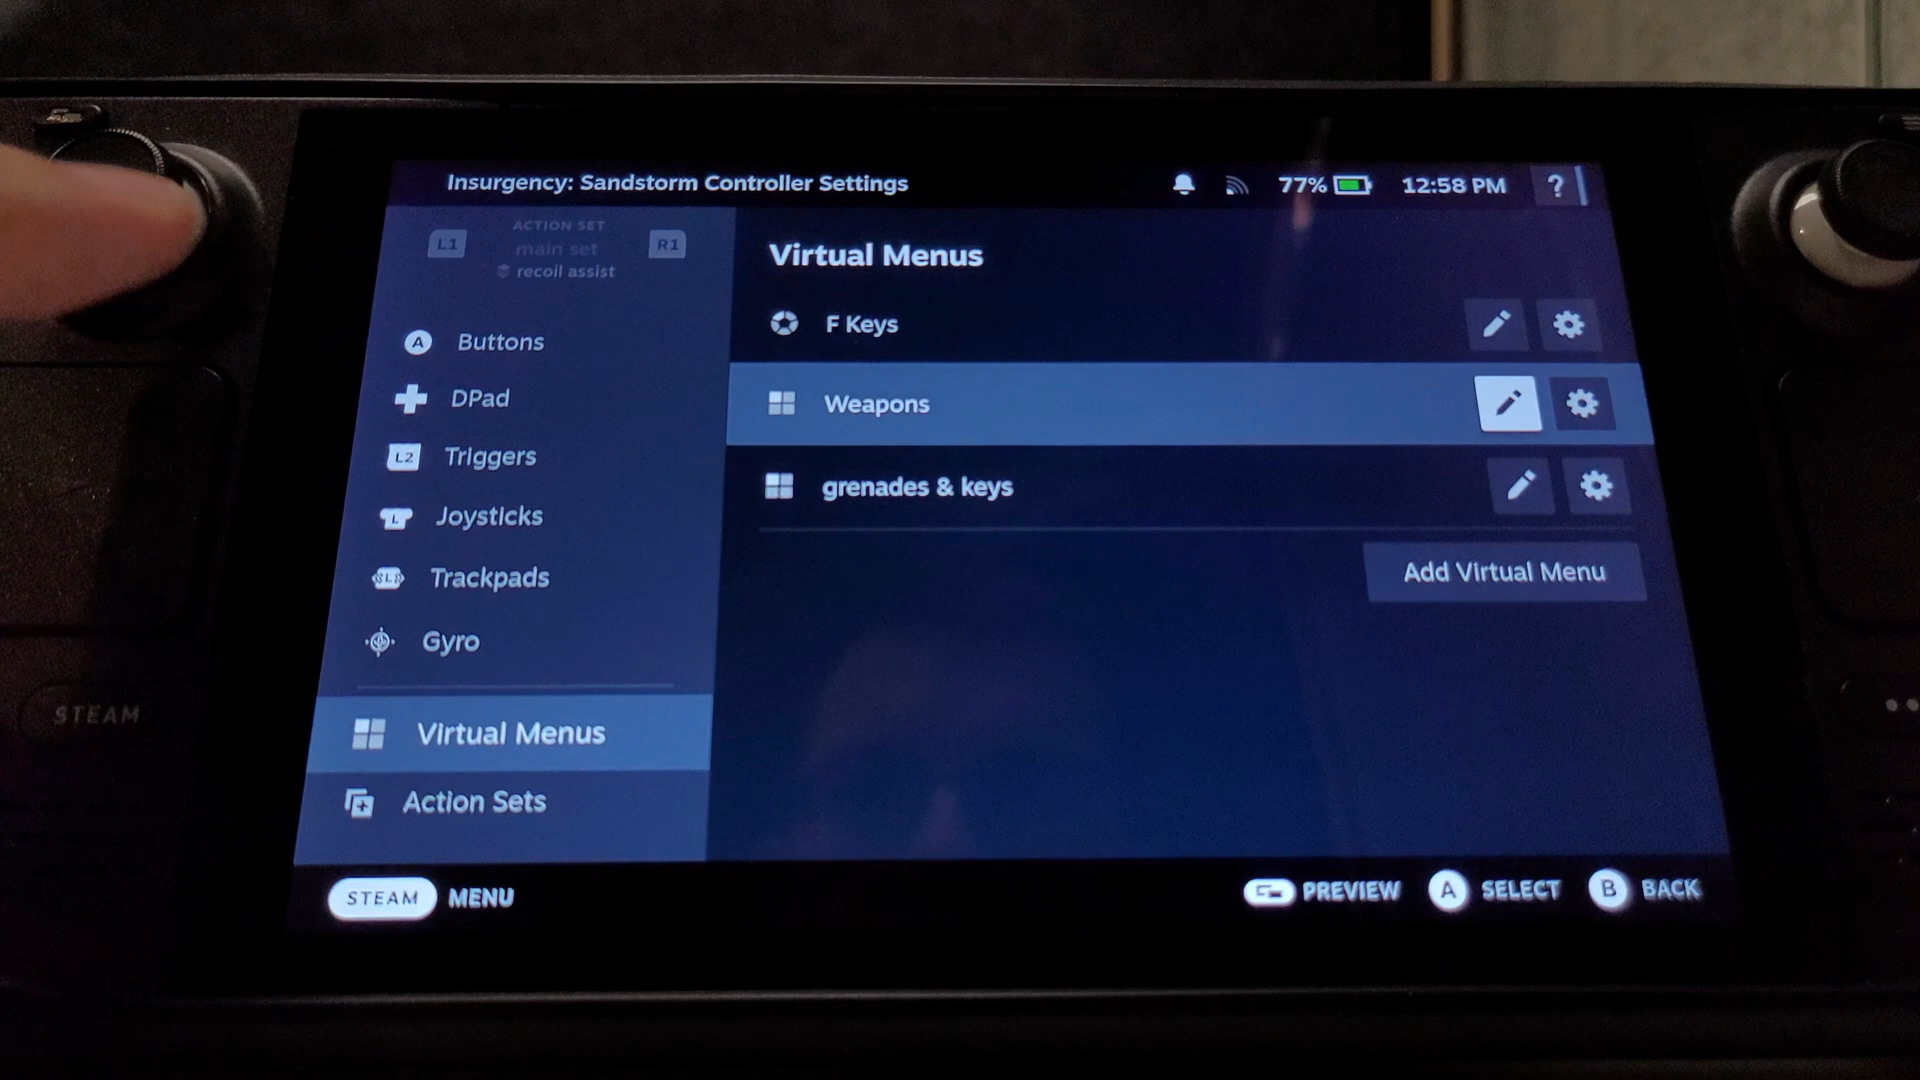 Insurgency: Sandstorm Controller Settings
77%
12:58 PM
?
L1
ACTION SET
main set
recoil assist
R1
A Buttons
DPad
L2 Triggers
L Joysticks
L Trackpads
Gyro
Virtual Menus
Action Sets
Virtual Menus
F Keys
Weapons
grenades & keys
Add Virtual Menu
STEAM
STEAM MENU
PREVIEW
A SELECT
B BACK